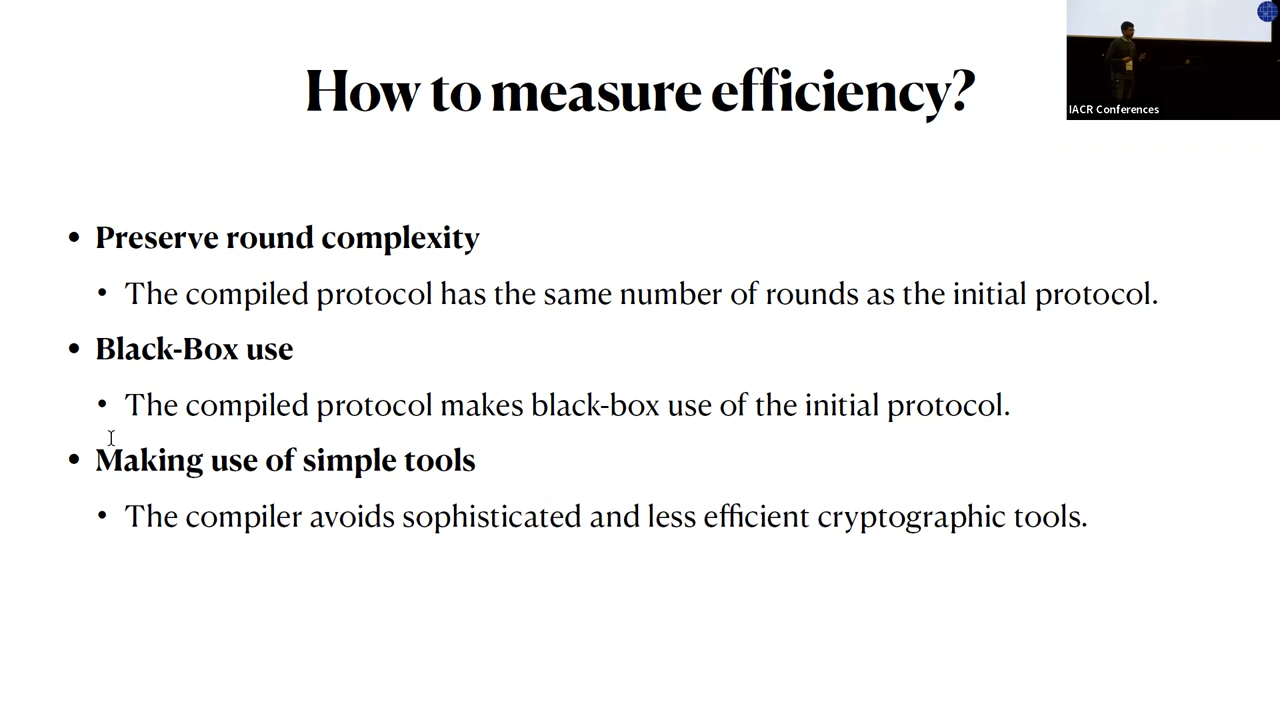 How to measure efficiency?
IACR Conferences
• Preserve round complexity
• The compiled protocol has the same number of rounds as the initial protocol.
• Black-Box use
• The compiled protocol makes black-box use of the initial protocol.
• Making use of simple tools
• The compiler avoids sophisticated and less efficient cryptographic tools.